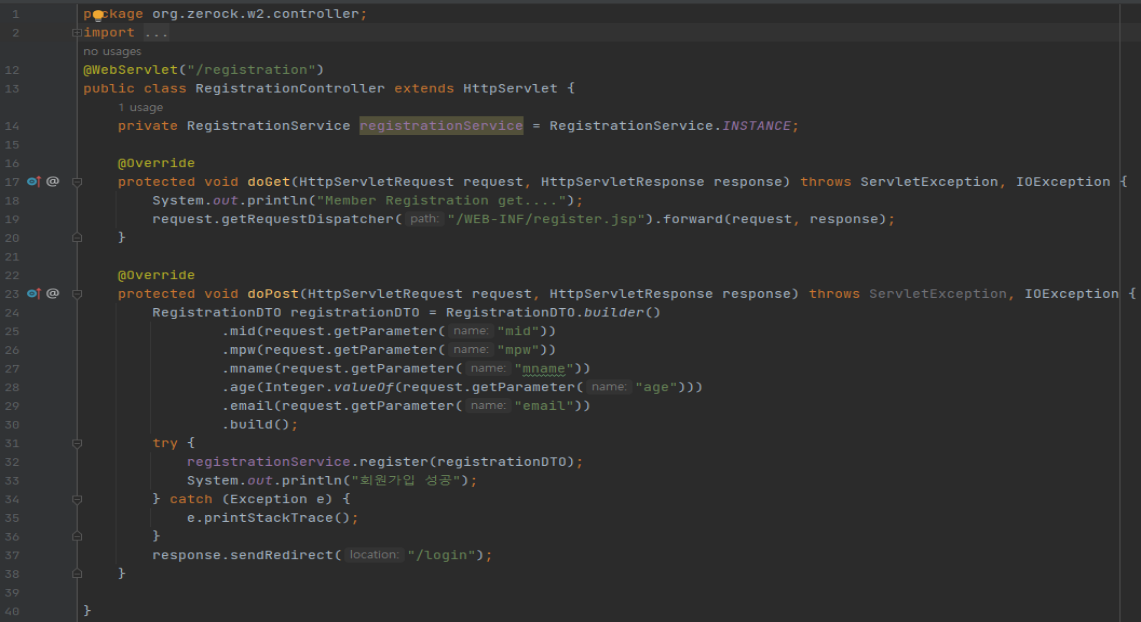 1 package org.zerock.w2.controller;
2 import ...
no usages
12 @WebServlet("/registration")
13 public class RegistrationController extends HttpServlet {
1 usage
14 private RegistrationService registrationService = RegistrationService.INSTANCE;
15
16 @Override
17 @ protected void doGet(HttpServletRequest request, HttpServletResponse response) throws ServletException, IOException {
18 System.out.println("Member Registration get....");
19 request.getRequestDispatcher( path: "/WEB-INF/register.jsp").forward(request, response);
20 }
21
22 @Override
23 @ protected void doPost(HttpServletRequest request, HttpServletResponse response) throws ServletException, IOException {
24 RegistrationDTO registrationDTO = RegistrationDTO.builder()
25 .mid(request.getParameter( name: "mid"))
26 .mpw(request.getParameter( name: "mpw"))
27 .mname(request.getParameter( name: "mname"))
28 .age(Integer.valueOf(request.getParameter( name: "age")))
29 .email(request.getParameter( name: "email"))
30 .build();
31 try {
32 registrationService.register(registrationDTO);
33 System.out.println("회원가입 성공");
34 } catch (Exception e) {
35 e.printStackTrace();
36 }
37 response.sendRedirect( location: "/login");
38 }
39
40 }